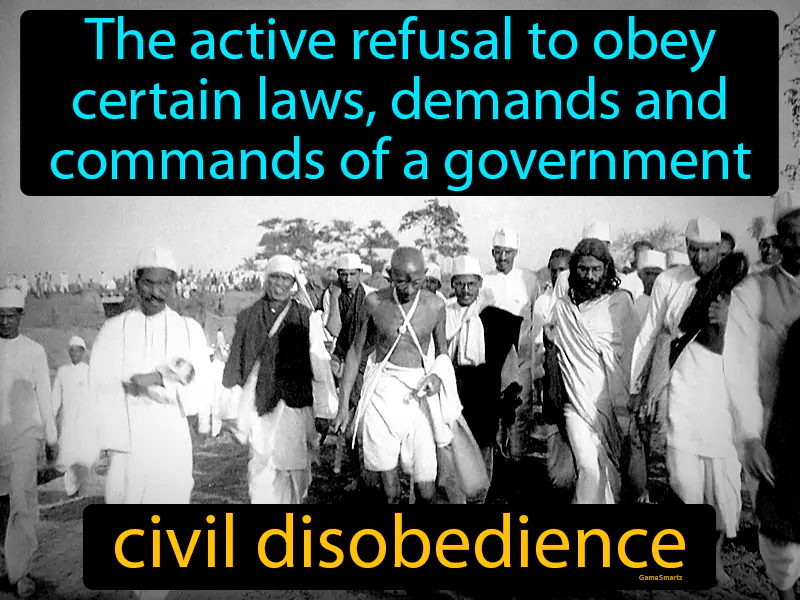 The active refusal to obey
certain laws, demands and
commands of a government
civil disobedience
GameSmartz